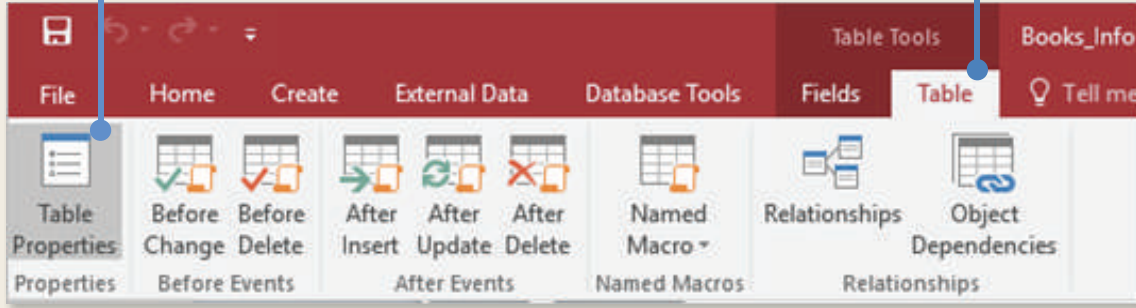 Table Tools
Books_Info
File Home Create External Data Database Tools Fields Table Tell me
Table Properties
Before Change
Before Delete
After Insert
After Update
After Delete
Named Macro
Relationships
Object Dependencies
Properties
Before Events
After Events
Named Macros
Relationships